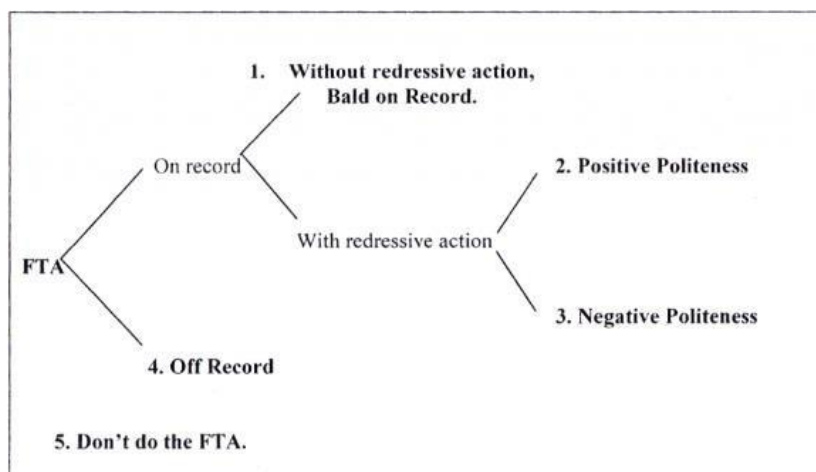 1. Without redressive action,
Bald on Record.
On record
2. Positive Politeness
With redressive action
FTA
3. Negative Politeness
4. Off Record
5. Don't do the FTA.